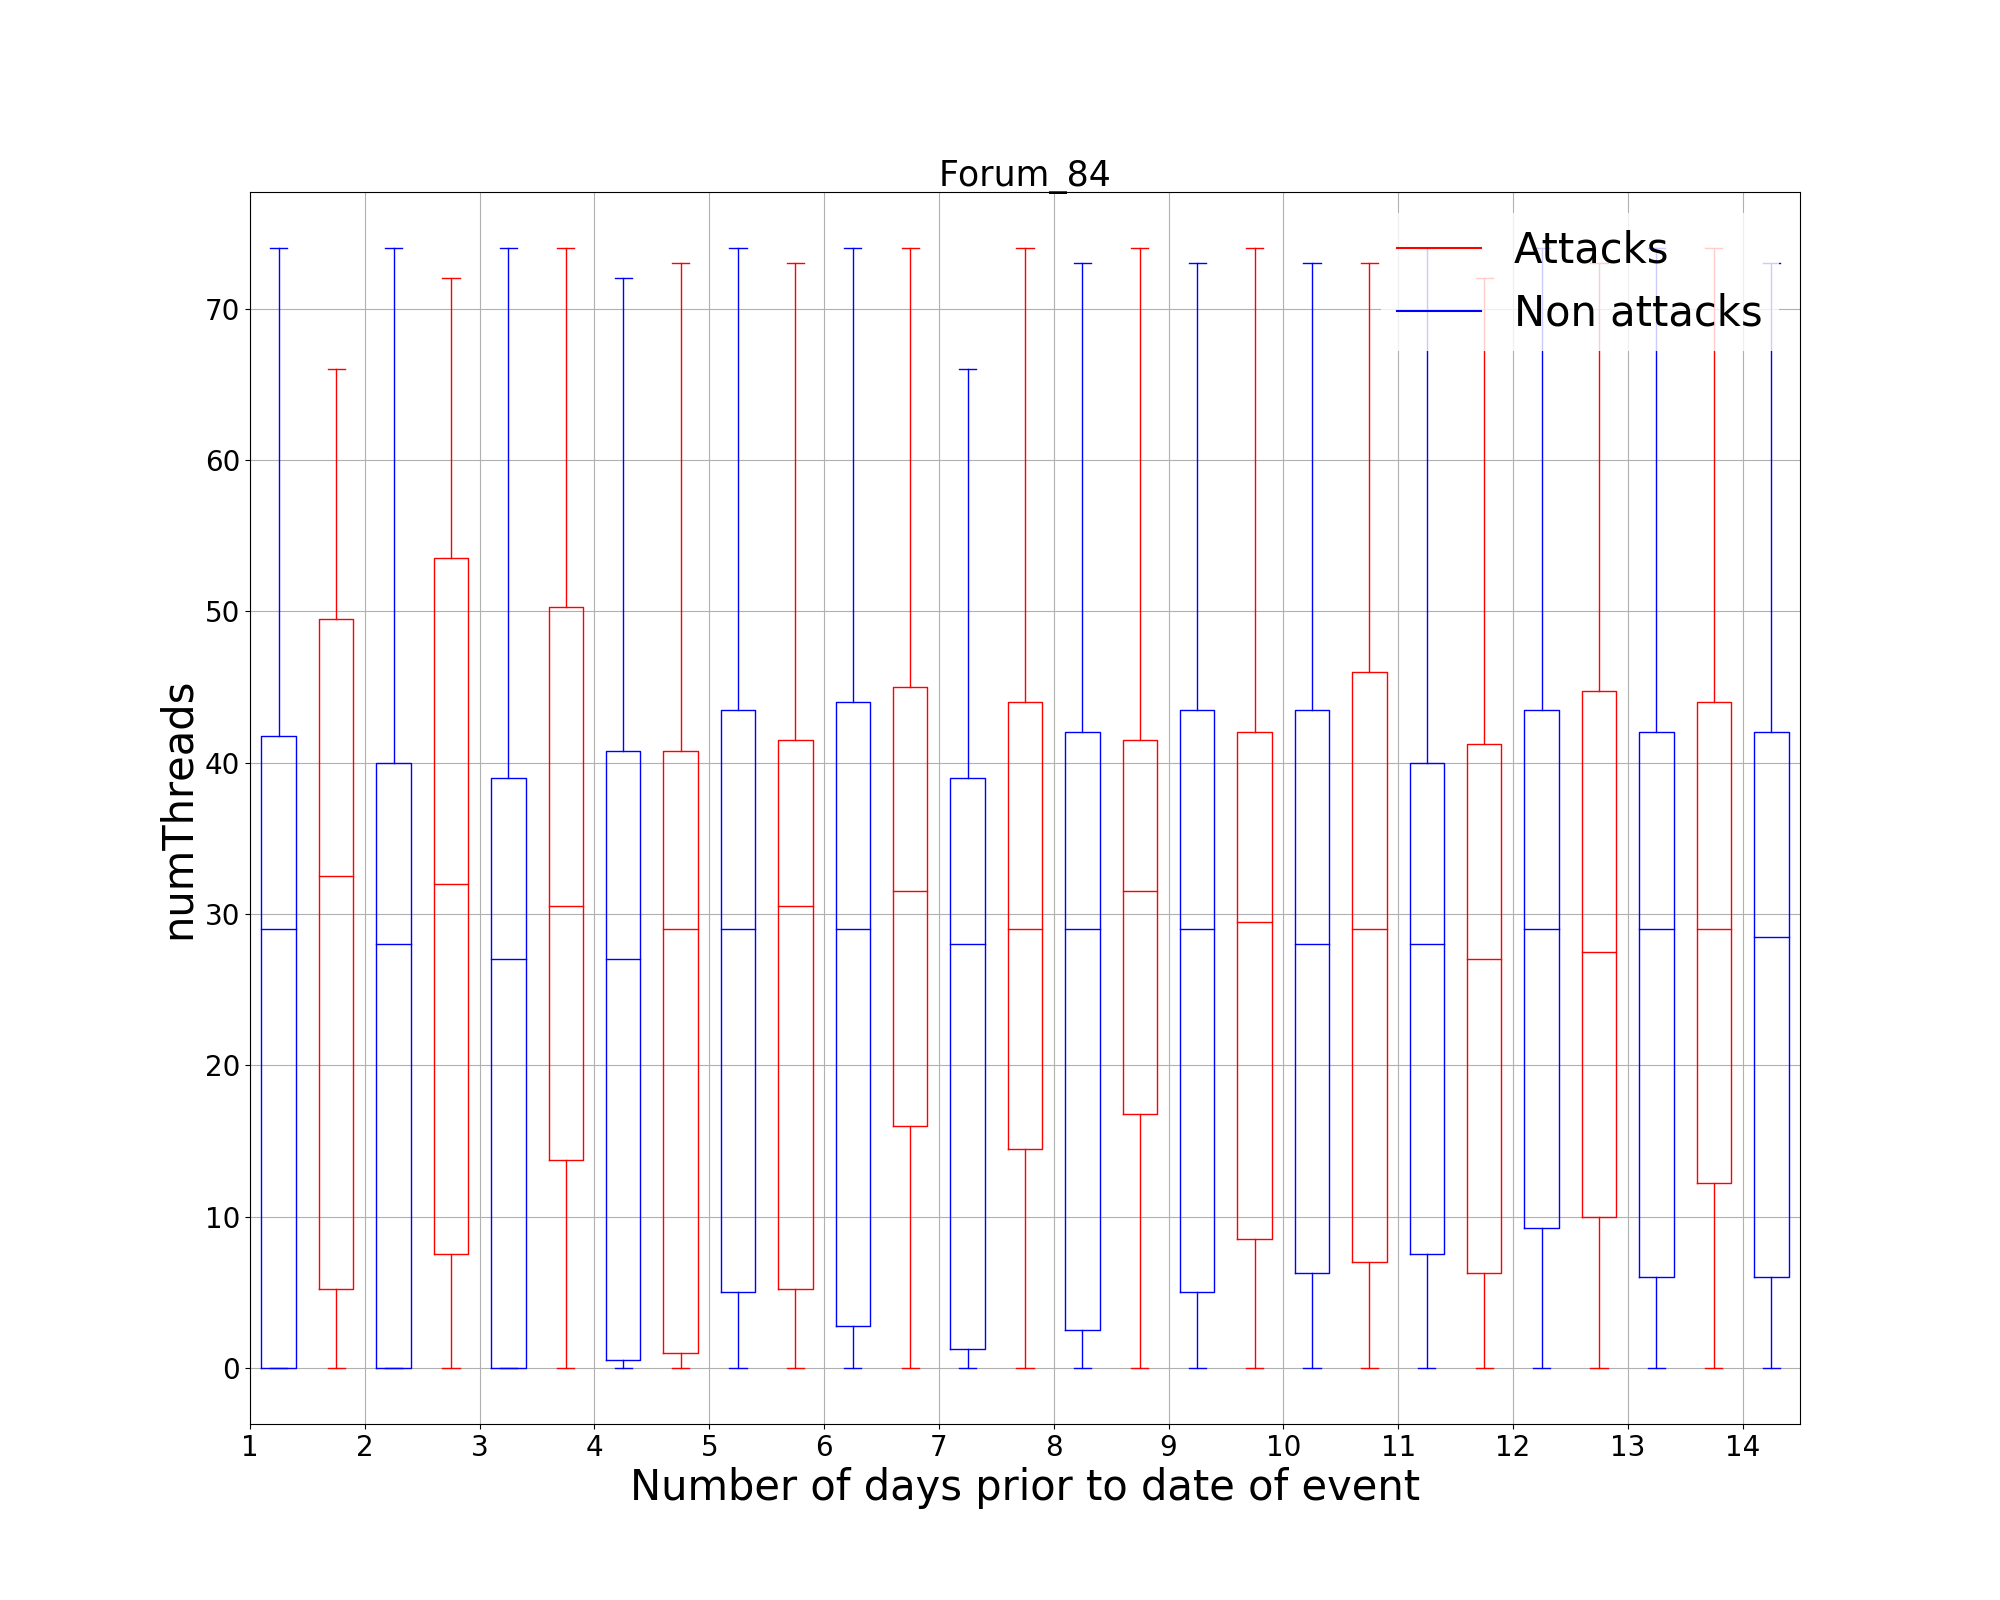 Forum_84
Attacks
Non attacks
numThreads
70
60
50
40
30
20
10
0
1 2 3 4 5 6 7 8 9 10 11 12 13 14
Number of days prior to date of event